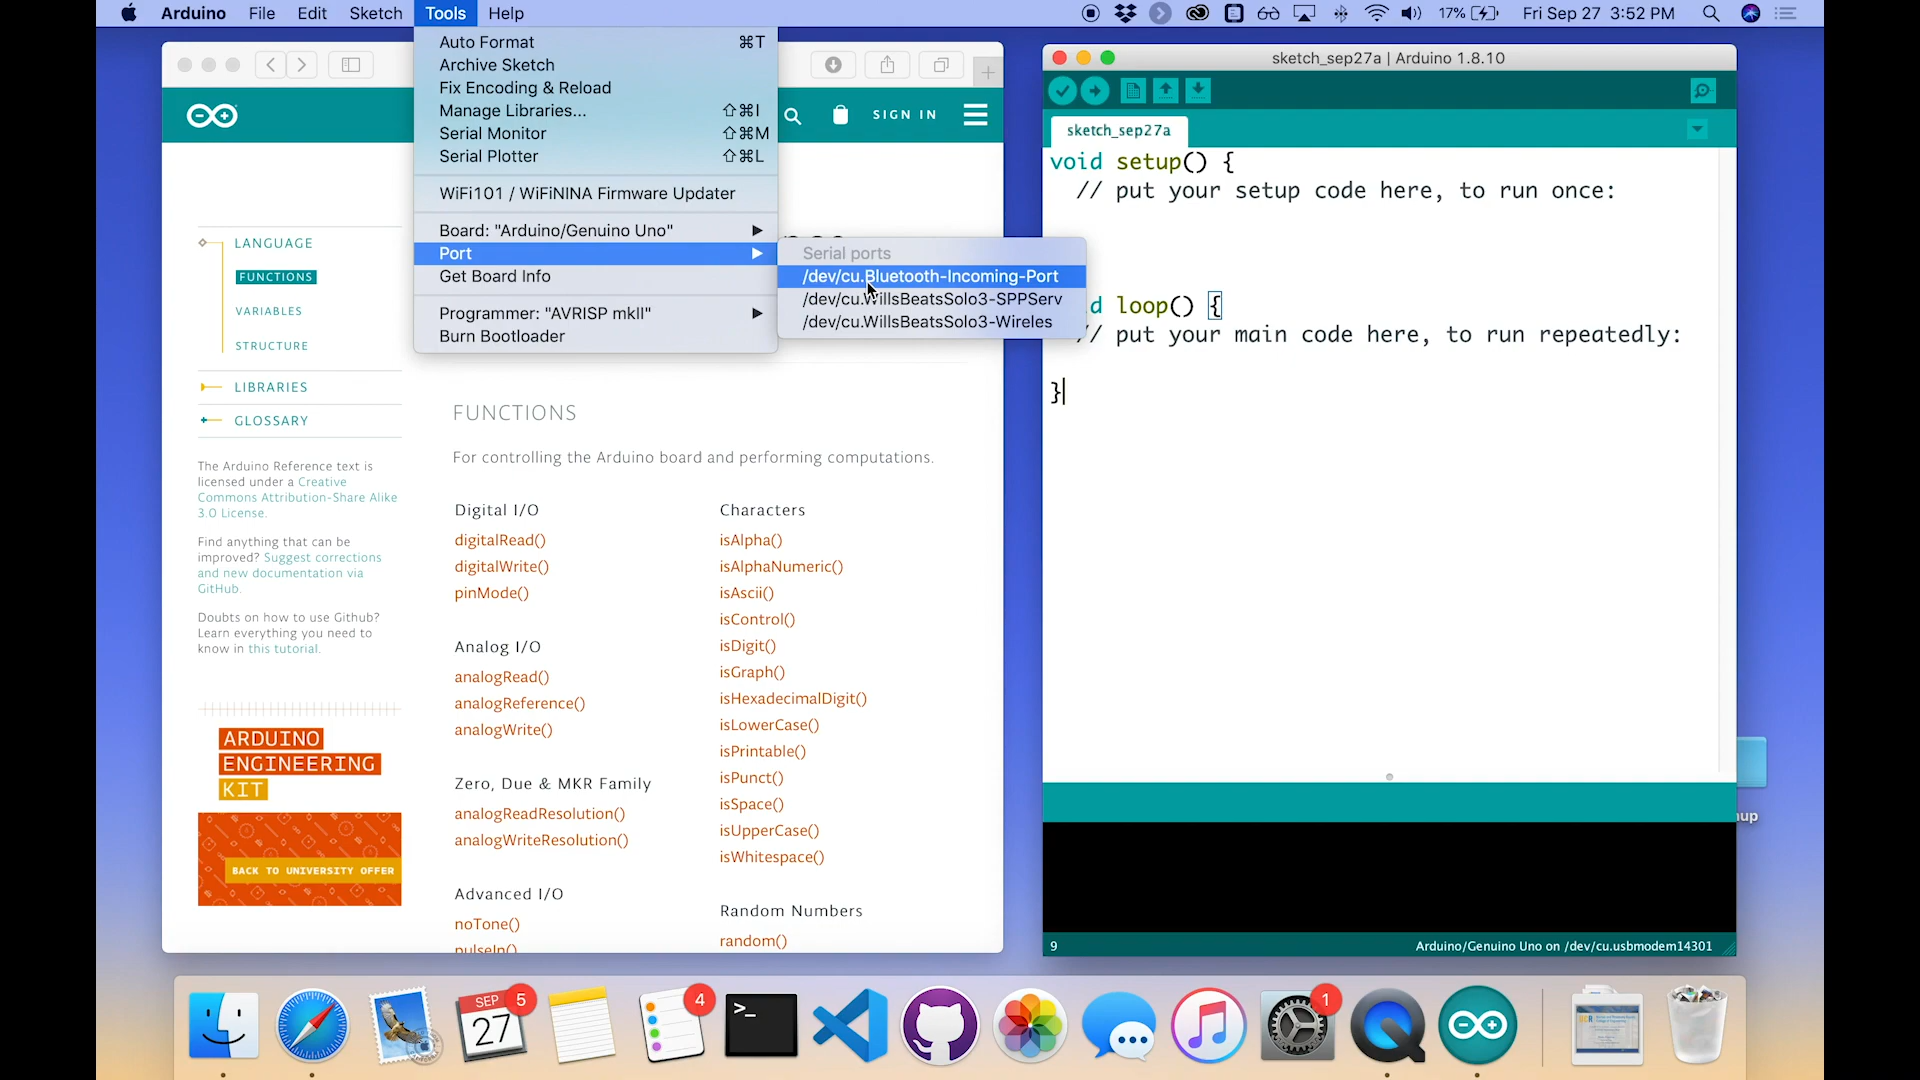 Arduino File Edit Sketch Tools Help
17% Fri Sep 27 3:52 PM
Auto Format ⌘T
Archive Sketch
Fix Encoding & Reload
Manage Libraries... ⇧⌘I
Serial Monitor ⇧⌘M
Serial Plotter ⇧⌘L
WiFi101 / WiFiNINA Firmware Updater
Board: "Arduino/Genuino Uno"
Port
Get Board Info
Programmer: "AVRISP mkII"
Burn Bootloader
Serial ports
/dev/cu.Bluetooth-Incoming-Port
/dev/cu.WillsBeatsSolo3-SPPServ
/dev/cu.WillsBeatsSolo3-Wireles
SIGN IN
LANGUAGE
FUNCTIONS
VARIABLES
STRUCTURE
LIBRARIES
GLOSSARY
The Arduino Reference text is
licensed under a Creative
Commons Attribution-Share Alike
3.0 License.
Find anything that can be
improved? Suggest corrections
and new documentation via
GitHub.
Doubts on how to use Github?
Learn everything you need to
know in this tutorial.
ARDUINO
ENGINEERING
KIT
BACK TO UNIVERSITY OFFER
FUNCTIONS
For controlling the Arduino board and performing computations.
Digital I/O
digitalRead()
digitalWrite()
pinMode()
Analog I/O
analogRead()
analogReference()
analogWrite()
Zero, Due & MKR Family
analogReadResolution()
analogWriteResolution()
Advanced I/O
noTone()
pulseIn()
Characters
isAlpha()
isAlphaNumeric()
isAscii()
isControl()
isDigit()
isGraph()
isHexadecimalDigit()
isLowerCase()
isPrintable()
isPunct()
isSpace()
isUpperCase()
isWhitespace()
Random Numbers
random()
sketch_sep27a | Arduino 1.8.10
sketch_sep27a
void setup() {
// put your setup code here, to run once:
d loop() {
// put your main code here, to run repeatedly:
}
9 Arduino/Genuino Uno on /dev/cu.usbmodem14301
up
SEP 5
27
4
>_
1